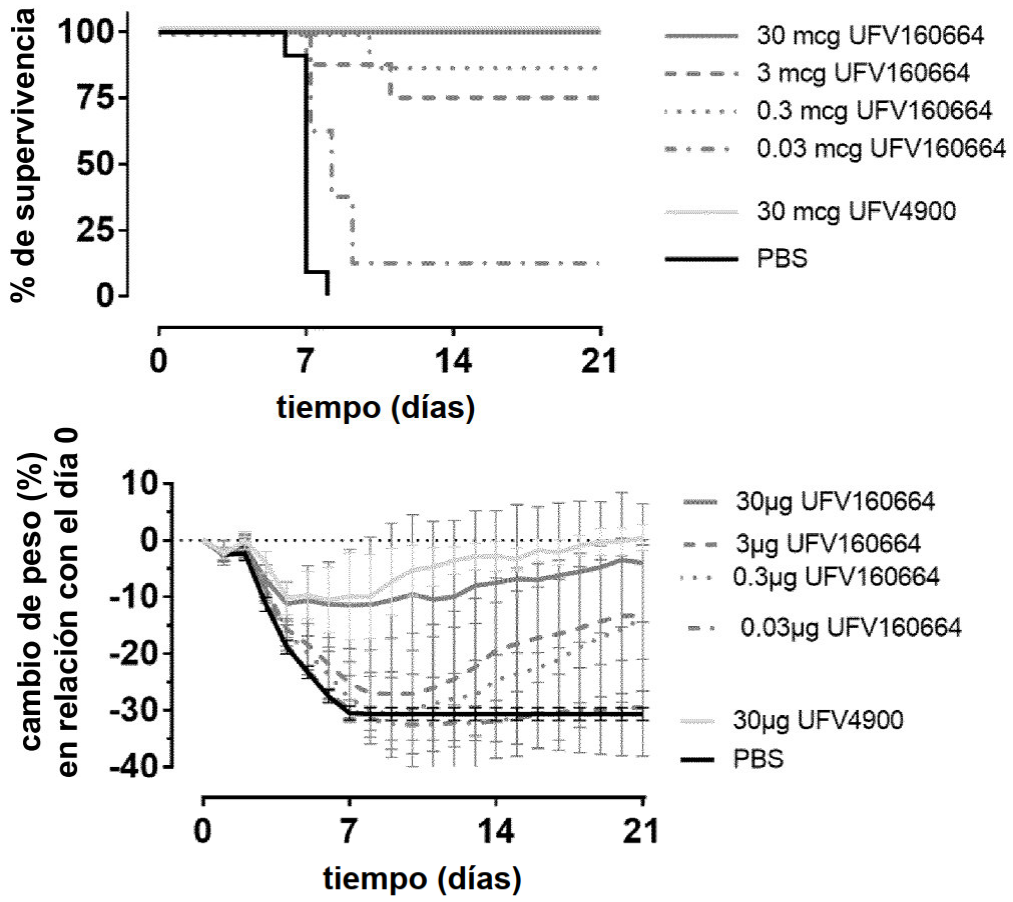 % de supervivencia
100
75
50
25
0
0 7 14 21
tiempo (días)
30 mcg UFV160664
3 mcg UFV160664
0.3 mcg UFV160664
0.03 mcg UFV160664
30 mcg UFV4900
PBS
cambio de peso (%)
en relación con el día 0
10
0
-10
-20
-30
-40
0 7 14 21
tiempo (días)
30µg UFV160664
3µg UFV160664
0.3µg UFV160664
0.03µg UFV160664
30µg UFV4900
PBS